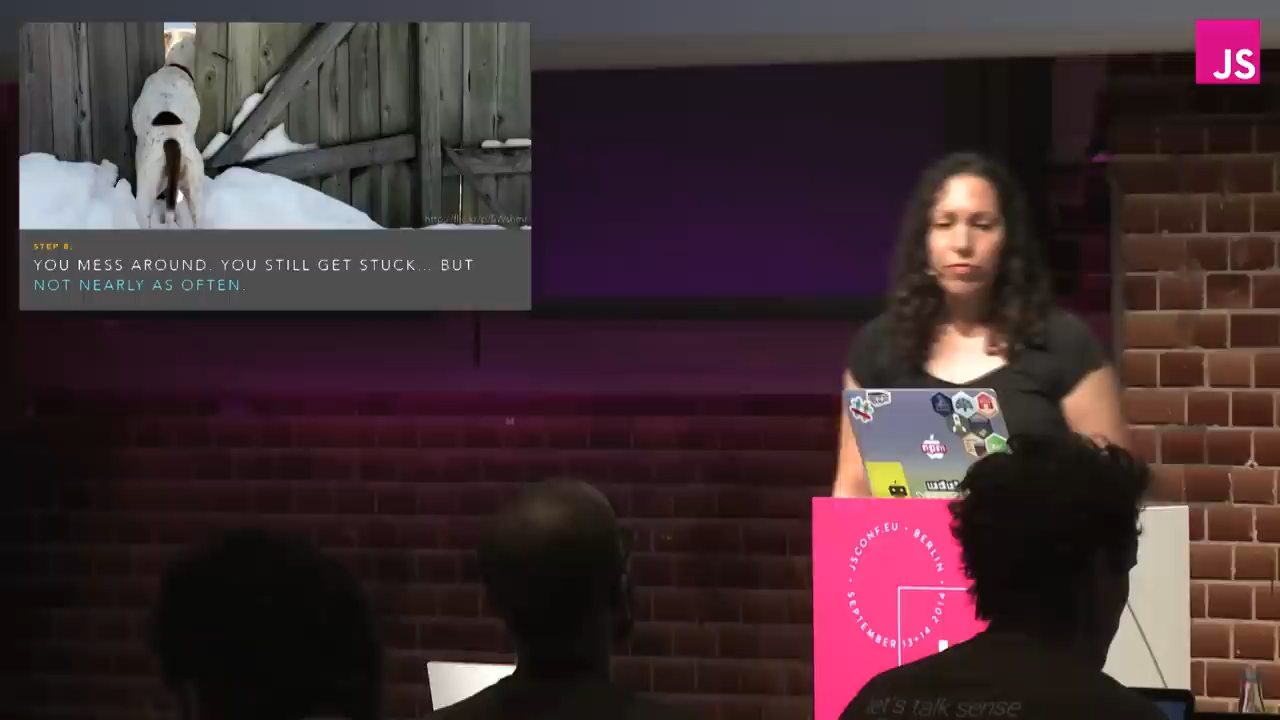 JS
STEP 8:
YOU MESS AROUND. YOU STILL GET STUCK... BUT
NOT NEARLY AS OFTEN.
npm
JSCONF.EU • BERLIN • SEPTEMBER 13+14 2014 •
let's talk sense